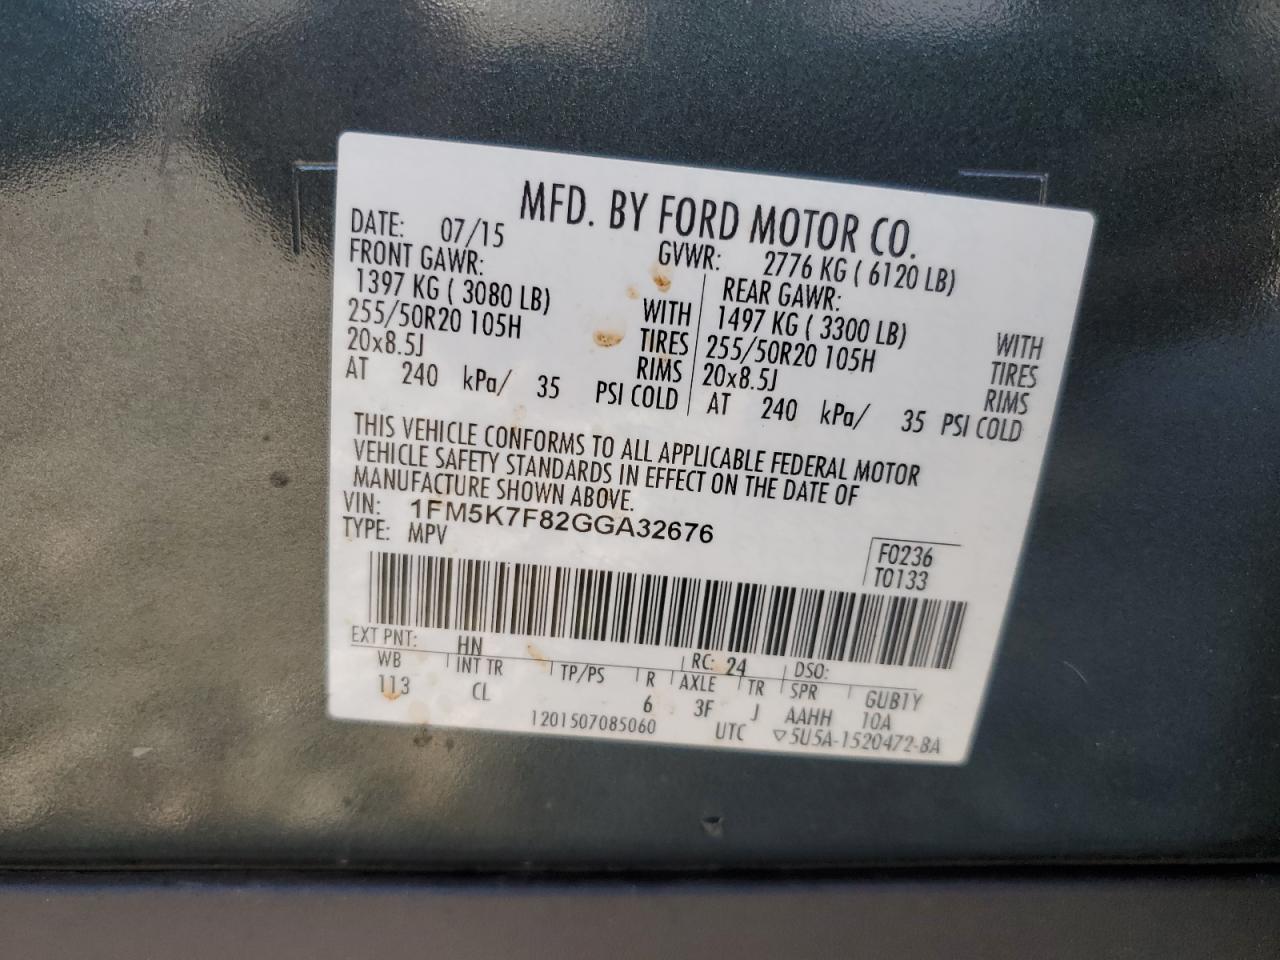 MFD. BY FORD MOTOR CO.
DATE: 07/15 GVWR: 2776 KG ( 6120 LB)
FRONT GAWR: REAR GAWR:
1397 KG ( 3080 LB) WITH 1497 KG ( 3300 LB) WITH
255/50R20 105H TIRES 255/50R20 105H TIRES
20x8.5J RIMS 20x8.5J RIMS
AT 240 kPa/ 35 PSI COLD AT 240 kPa/ 35 PSI COLD
THIS VEHICLE CONFORMS TO ALL APPLICABLE FEDERAL MOTOR
VEHICLE SAFETY STANDARDS IN EFFECT ON THE DATE OF
MANUFACTURE SHOWN ABOVE.
VIN: 1FM5K7F82GGA32676
TYPE: MPV
F0236
T0133
EXT PNT: HN RC: 24 DSO:
WB INT TR TP/PS R AXLE TR SPR GUB1Y
113 CL 6 3F J AAHH 10A
1201507085060 UTC ▽5U5A-1520472-BA